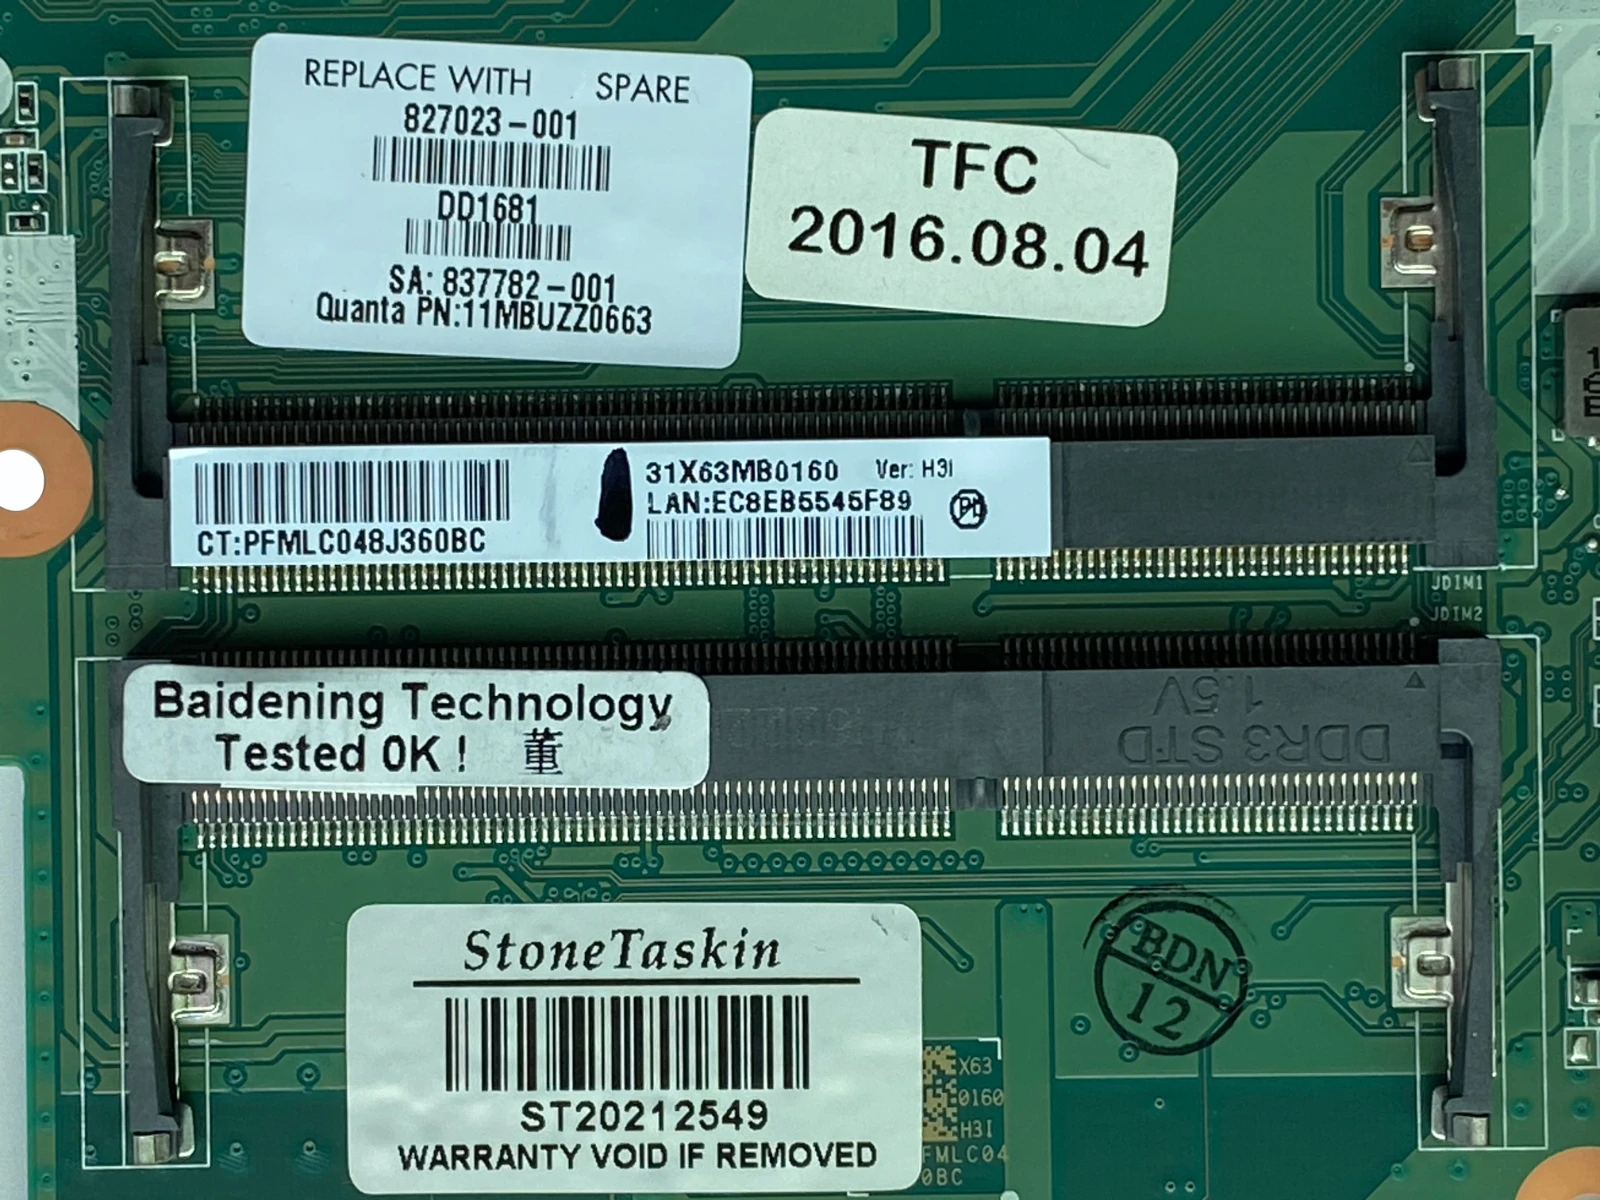 REPLACE WITH SPARE
827023-001
DD1681
SA: 837782-001
Quanta PN:11MBUZZ0663
TFC
2016.08.04
31X63MB0160 Ver: H3I
LAN:EC8EB5545F89
CT:PFMLC048J360BC
JDIM1
JDIM2
Baidening Technology
Tested OK! 董
1.5V
DDR3 STD
StoneTaskin
ST20212549
WARRANTY VOID IF REMOVED
BDN
12
X63
0160
H3I
FMLC04
0BC